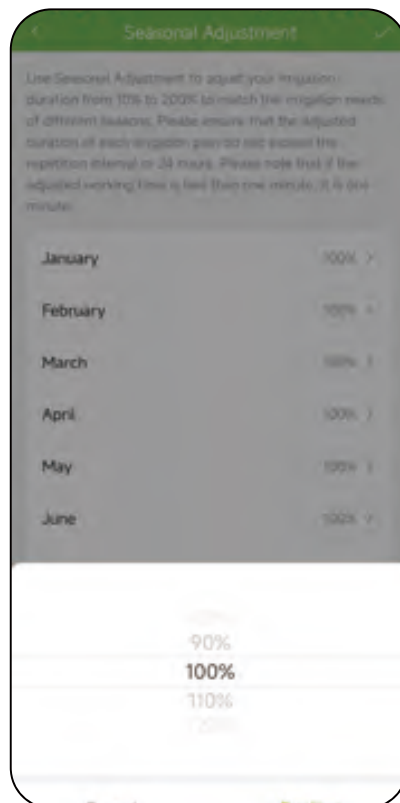 Seasonal Adjustment
Use Seasonal Adjustment to adjust your irrigation
duration from 10% to 200% to match the irrigation needs
of different seasons. Please ensure that the adjusted
duration of each irrigation plan do not exceed the
repetition interval or 24 hours. Please note that if the
adjusted working time is less than one minute, it is one
minute.
January 100%
February 100%
March 100%
April 100%
May 100%
June 100%
90%
100%
110%